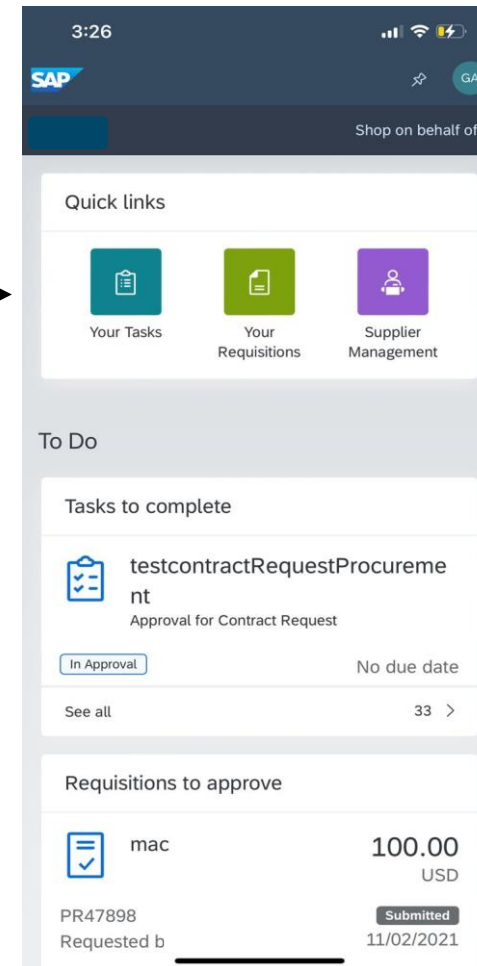 3:26
SAP
GA
Shop on behalf of
Quick links
Your Tasks
Your
Requisitions
Supplier
Management
To Do
Tasks to complete
testcontractRequestProcureme
nt
Approval for Contract Request
In Approval
No due date
See all
33
Requisitions to approve
mac
100.00
USD
PR47898
Submitted
Requested b
11/02/2021